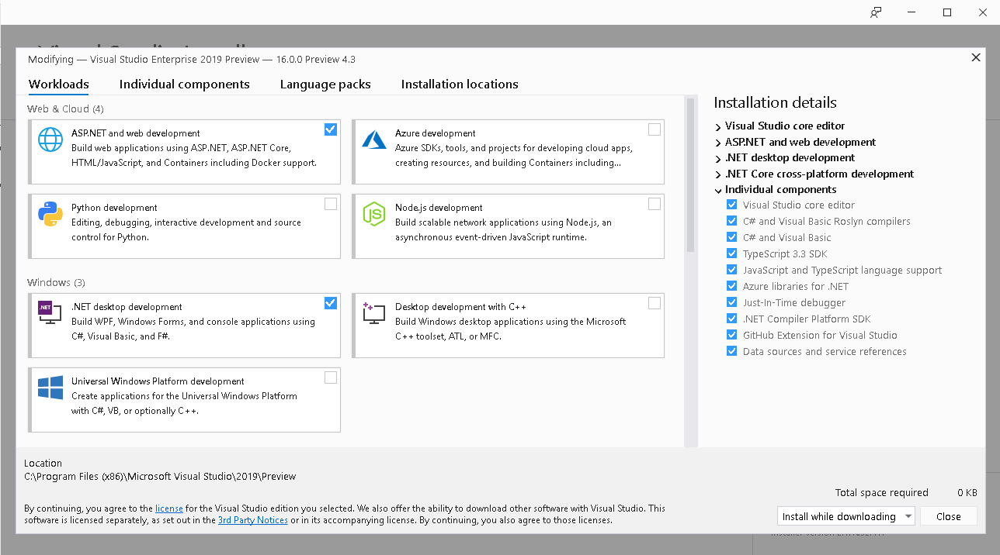 Modifying — Visual Studio Enterprise 2019 Preview — 16.0.0 Preview 4.3
Workloads Individual components Language packs Installation locations
Web & Cloud (4)
ASP.NET and web development
Build web applications using ASP.NET, ASP.NET Core,
HTML/JavaScript, and Containers including Docker support.
Azure development
Azure SDKs, tools, and projects for developing cloud apps,
creating resources, and building Containers including...
Python development
Editing, debugging, interactive development and source
control for Python.
Node.js development
Build scalable network applications using Node.js, an
asynchronous event-driven JavaScript runtime.
Windows (3)
.NET
.NET desktop development
Build WPF, Windows Forms, and console applications using
C#, Visual Basic, and F#.
Desktop development with C++
Build Windows desktop applications using the Microsoft
C++ toolset, ATL, or MFC.
Universal Windows Platform development
Create applications for the Universal Windows Platform
with C#, VB, or optionally C++.
Installation details
Visual Studio core editor
ASP.NET and web development
.NET desktop development
.NET Core cross-platform development
Individual components
Visual Studio core editor
C# and Visual Basic Roslyn compilers
C# and Visual Basic
TypeScript 3.3 SDK
JavaScript and TypeScript language support
Azure libraries for .NET
Just-In-Time debugger
.NET Compiler Platform SDK
GitHub Extension for Visual Studio
Data sources and service references
Location
C:\Program Files (x86)\Microsoft Visual Studio\2019\Preview
Total space required 0 KB
By continuing, you agree to the license for the Visual Studio edition you selected. We also offer the ability to download other software with Visual Studio. This
software is licensed separately, as set out in the 3rd Party Notices or in its accompanying license. By continuing, you also agree to those licenses.
Install while downloading Close